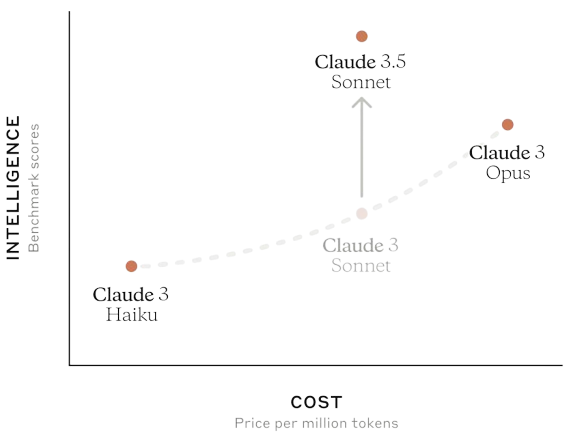 INTELLIGENCE
Benchmark scores
Claude 3.5
Sonnet
Claude 3
Opus
Claude 3
Sonnet
Claude 3
Haiku
COST
Price per million tokens